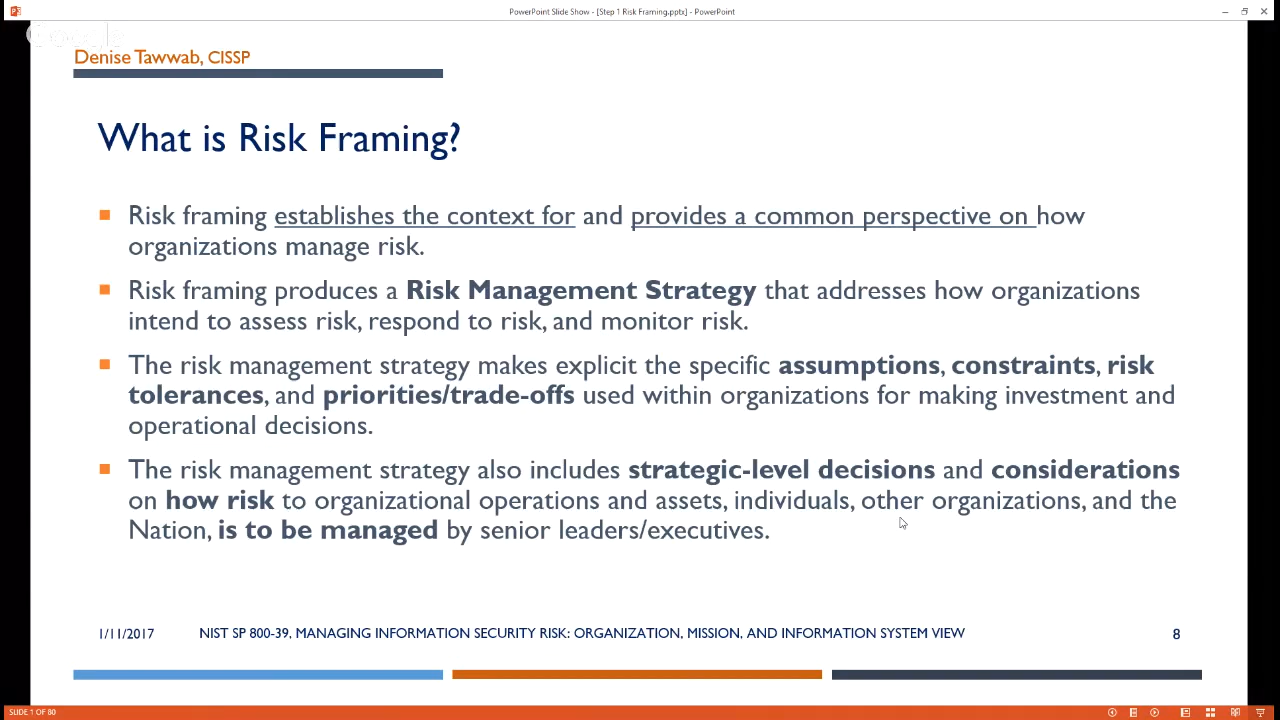 PowerPoint Slide Show - [Step 1 Risk Framing.pptx] - PowerPoint
Denise Tawwab, CISSP
What is Risk Framing?
Risk framing establishes the context for and provides a common perspective on how
organizations manage risk.
Risk framing produces a Risk Management Strategy that addresses how organizations
intend to assess risk, respond to risk, and monitor risk.
The risk management strategy makes explicit the specific assumptions, constraints, risk
tolerances, and priorities/trade-offs used within organizations for making investment and
operational decisions.
The risk management strategy also includes strategic-level decisions and considerations
on how risk to organizational operations and assets, individuals, other organizations, and the
Nation, is to be managed by senior leaders/executives.
1/11/2017 NIST SP 800-39, MANAGING INFORMATION SECURITY RISK: ORGANIZATION, MISSION, AND INFORMATION SYSTEM VIEW 8
SLIDE 1 OF 80